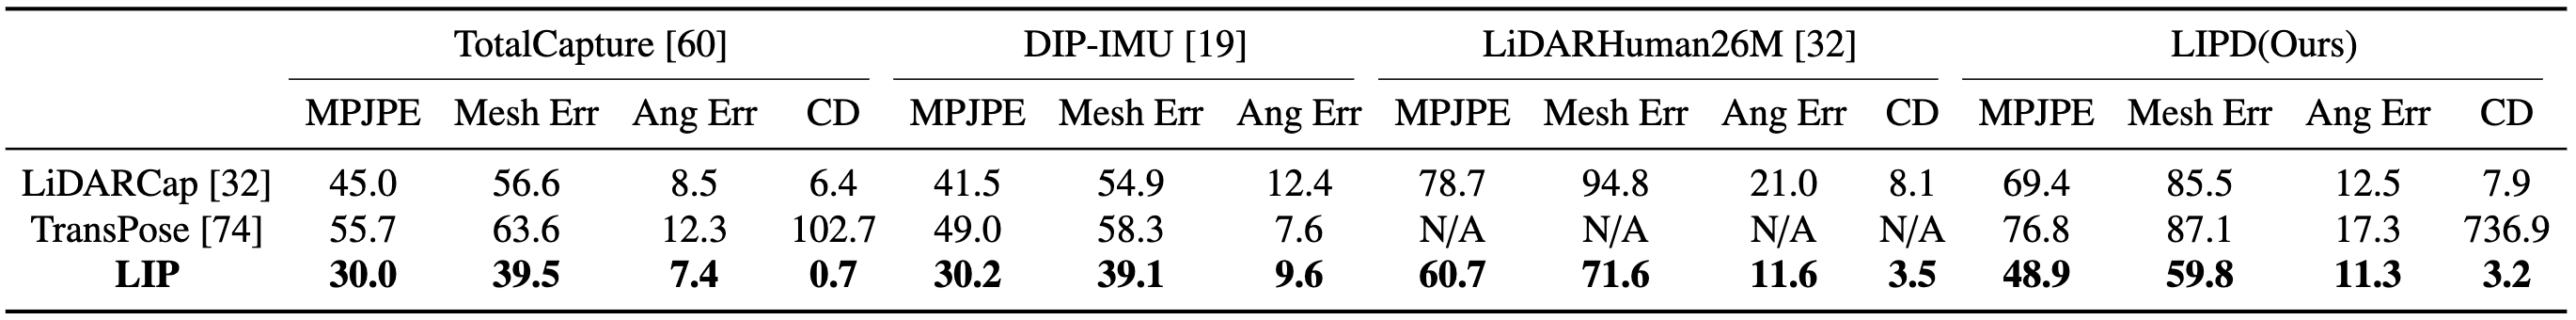 TotalCapture [60] DIP-IMU [19] LiDARHuman26M [32] LIPD(Ours)
MPJPE Mesh Err Ang Err CD MPJPE Mesh Err Ang Err MPJPE Mesh Err Ang Err CD MPJPE Mesh Err Ang Err CD
LiDARCap [32] 45.0 56.6 8.5 6.4 41.5 54.9 12.4 78.7 94.8 21.0 8.1 69.4 85.5 12.5 7.9
TransPose [74] 55.7 63.6 12.3 102.7 49.0 58.3 7.6 N/A N/A N/A N/A 76.8 87.1 17.3 736.9
LIP 30.0 39.5 7.4 0.7 30.2 39.1 9.6 60.7 71.6 11.6 3.5 48.9 59.8 11.3 3.2